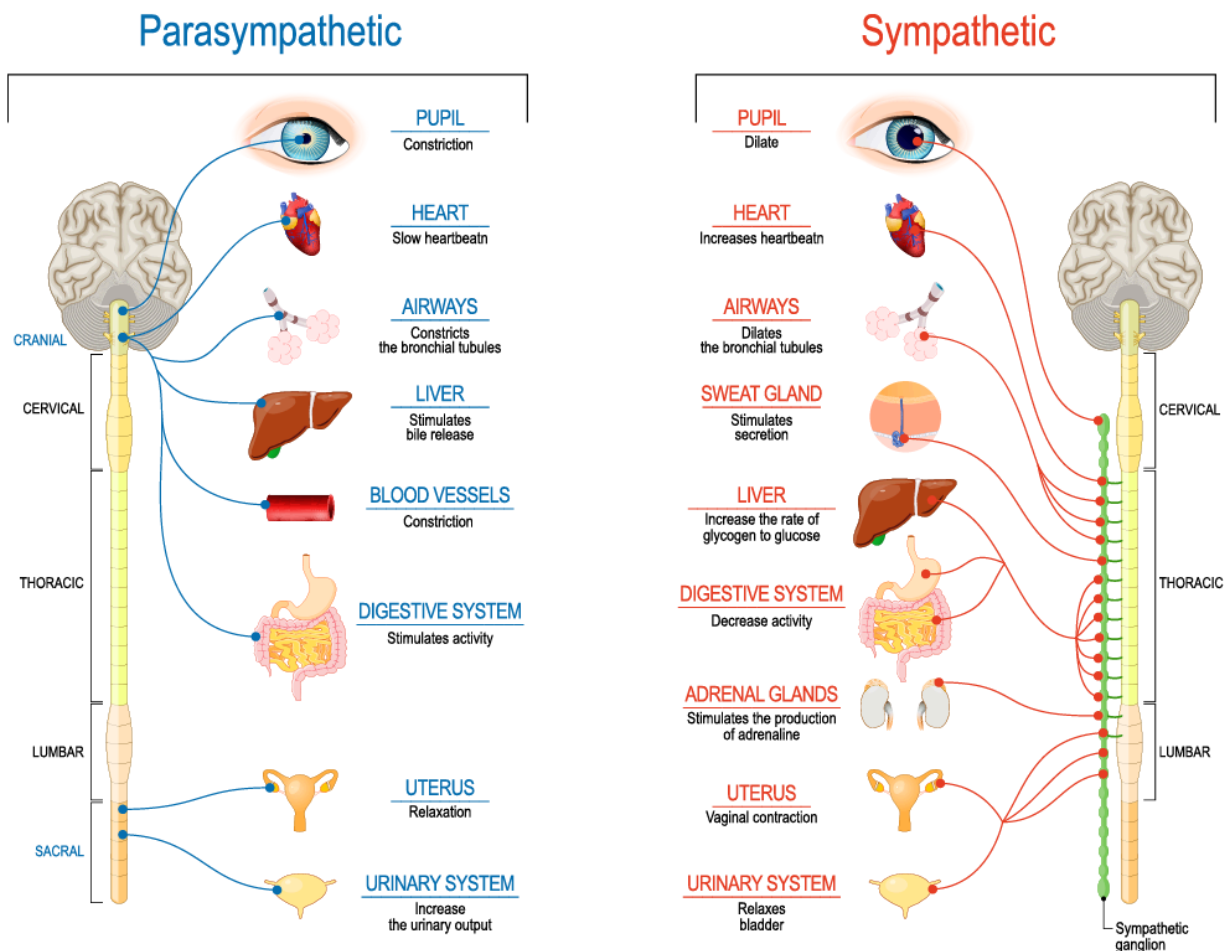 Parasympathetic
PUPIL
Constriction
HEART
Slow heartbeatn
AIRWAYS
Constricts
the bronchial tubules
LIVER
Stimulates
bile release
BLOOD VESSELS
Constriction
DIGESTIVE SYSTEM
Stimulates activity
UTERUS
Relaxation
URINARY SYSTEM
Increase
the urinary output
CRANIAL
CERVICAL
THORACIC
LUMBAR
SACRAL
Sympathetic
PUPIL
Dilate
HEART
Increases heartbeatn
AIRWAYS
Dilates
the bronchial tubules
SWEAT GLAND
Stimulates
secretion
LIVER
Increase the rate of
glycogen to glucose
DIGESTIVE SYSTEM
Decrease activity
ADRENAL GLANDS
Stimulates the production
of adrenaline
UTERUS
Vaginal contraction
URINARY SYSTEM
Relaxes
bladder
CERVICAL
THORACIC
LUMBAR
Sympathetic
ganglion